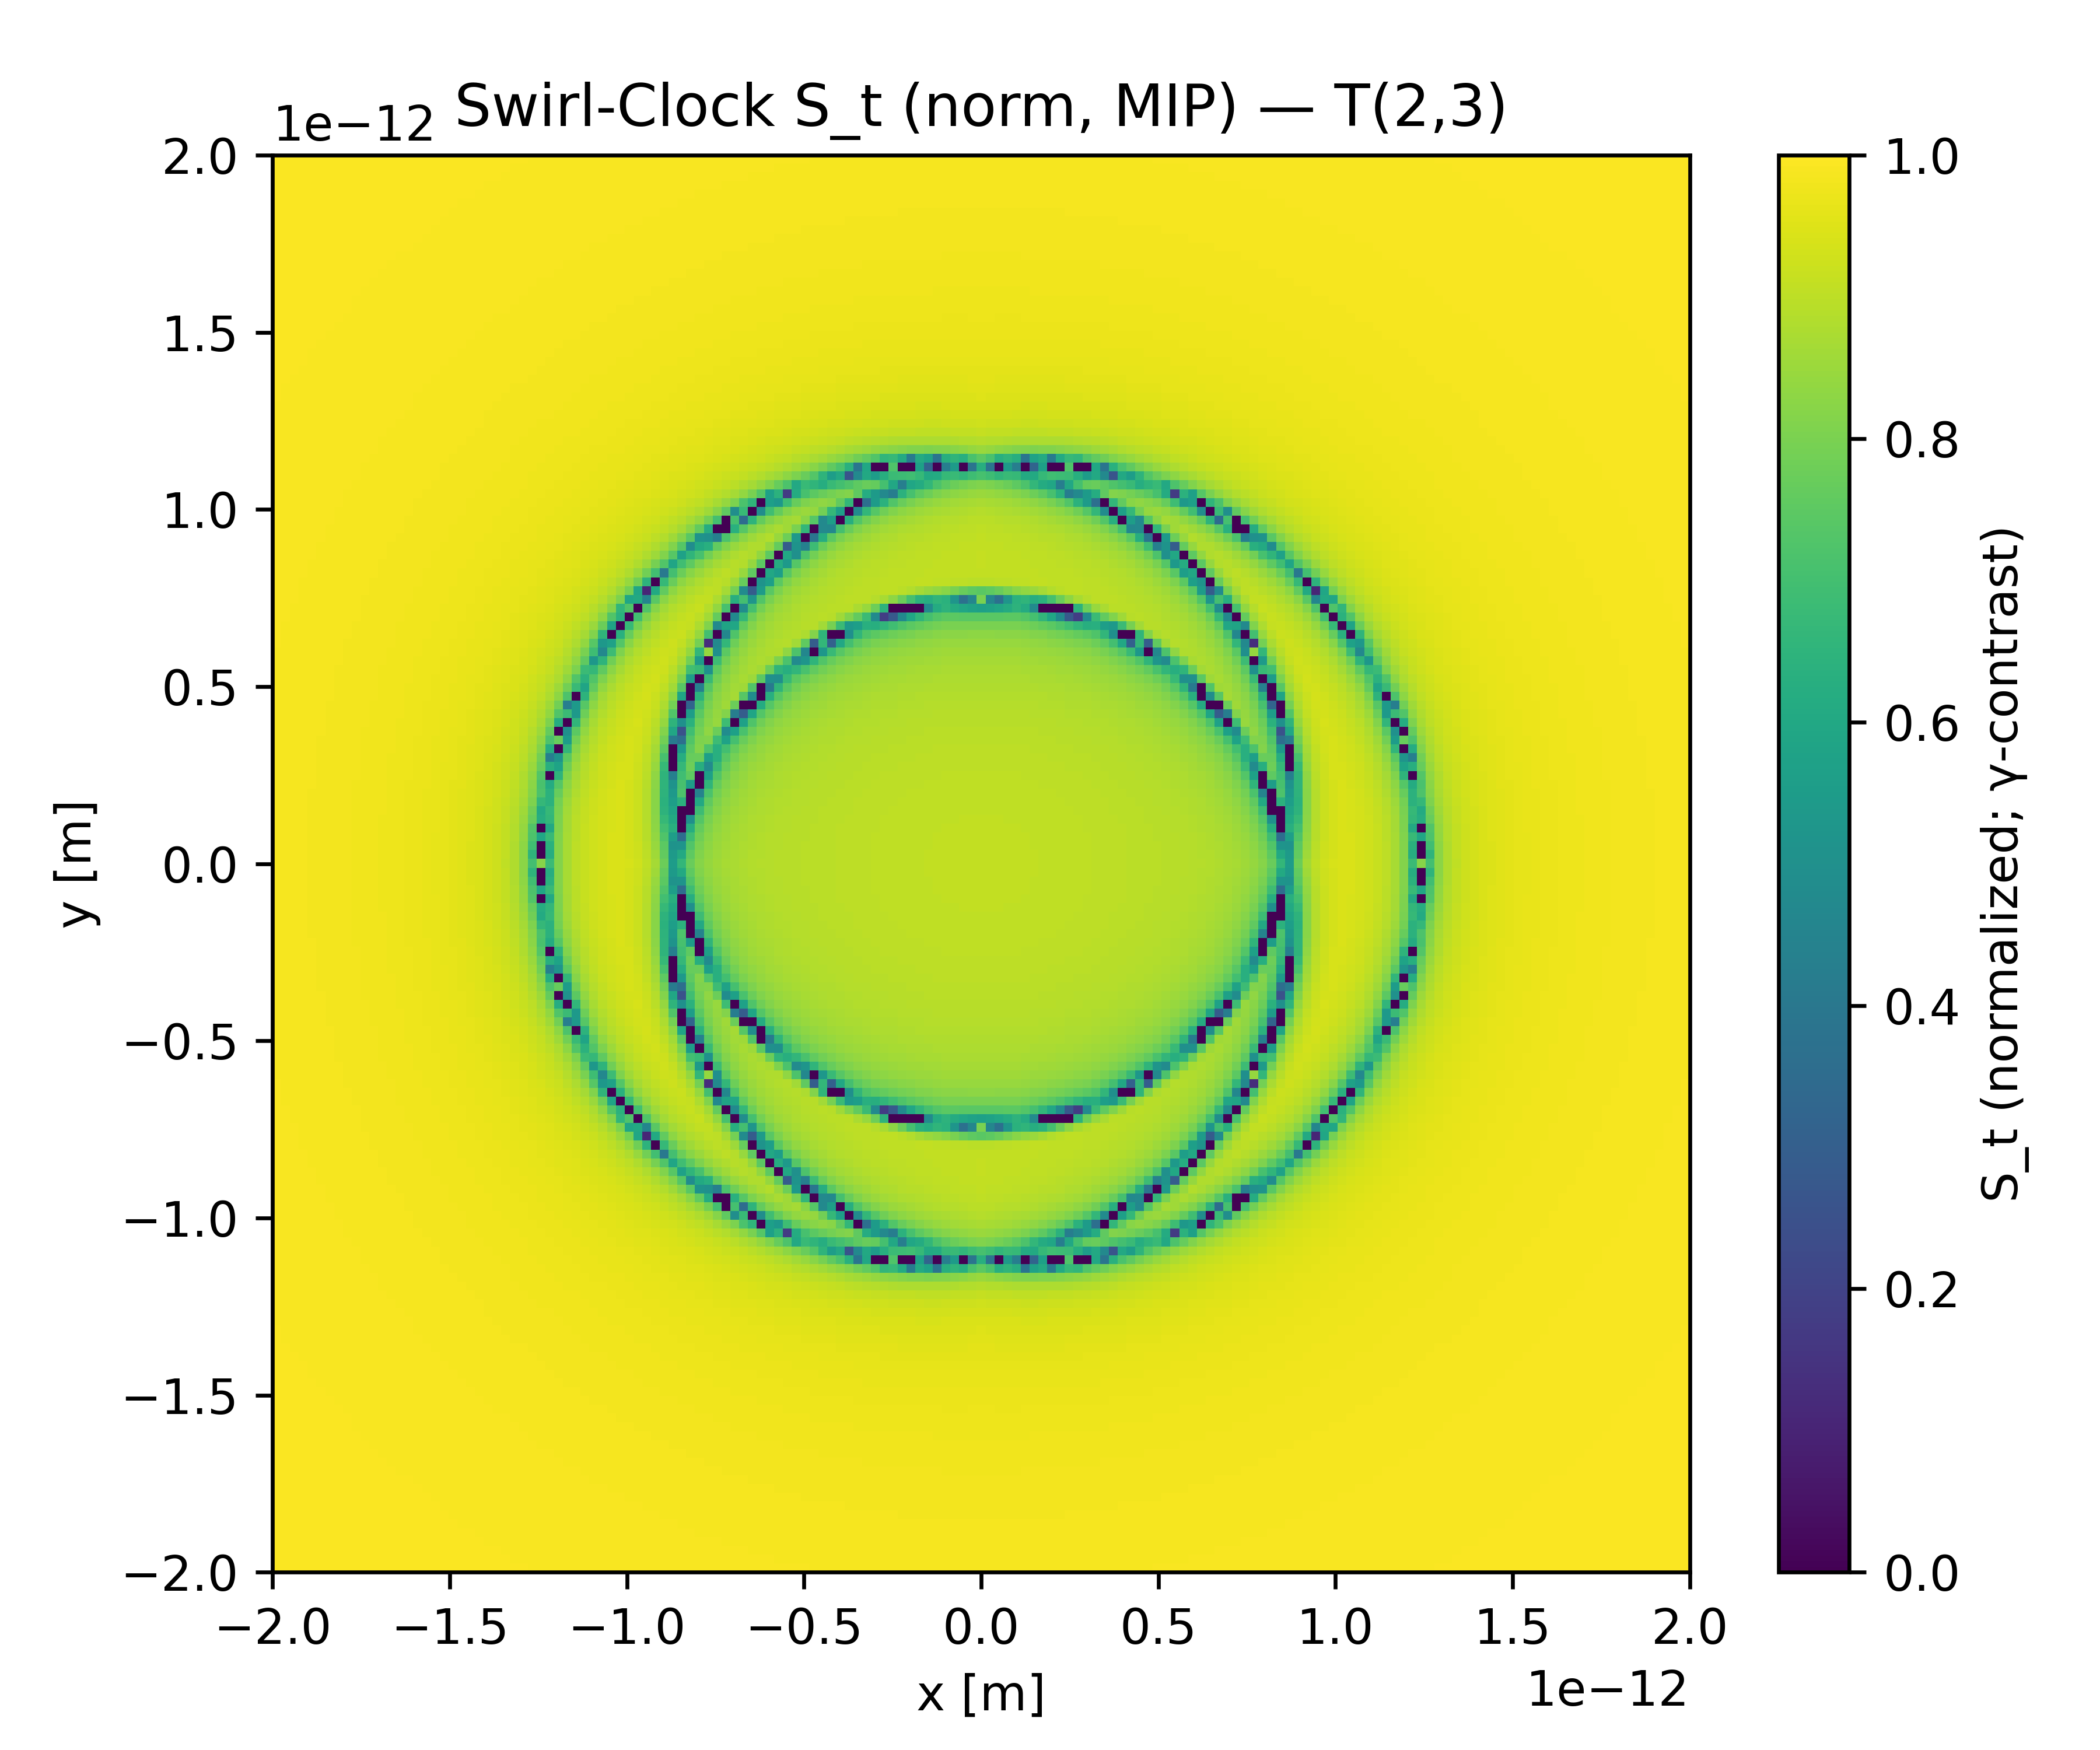 1e−12 Swirl-Clock S_t (norm, MIP) — T(2,3)
2.0
1.5
1.0
0.5
0.0
−0.5
−1.0
−1.5
−2.0
y [m]
−2.0 −1.5 −1.0 −0.5 0.0 0.5 1.0 1.5 2.0
x [m]
1e−12
1.0
0.8
0.6
0.4
0.2
0.0
S_t (normalized; γ-contrast)